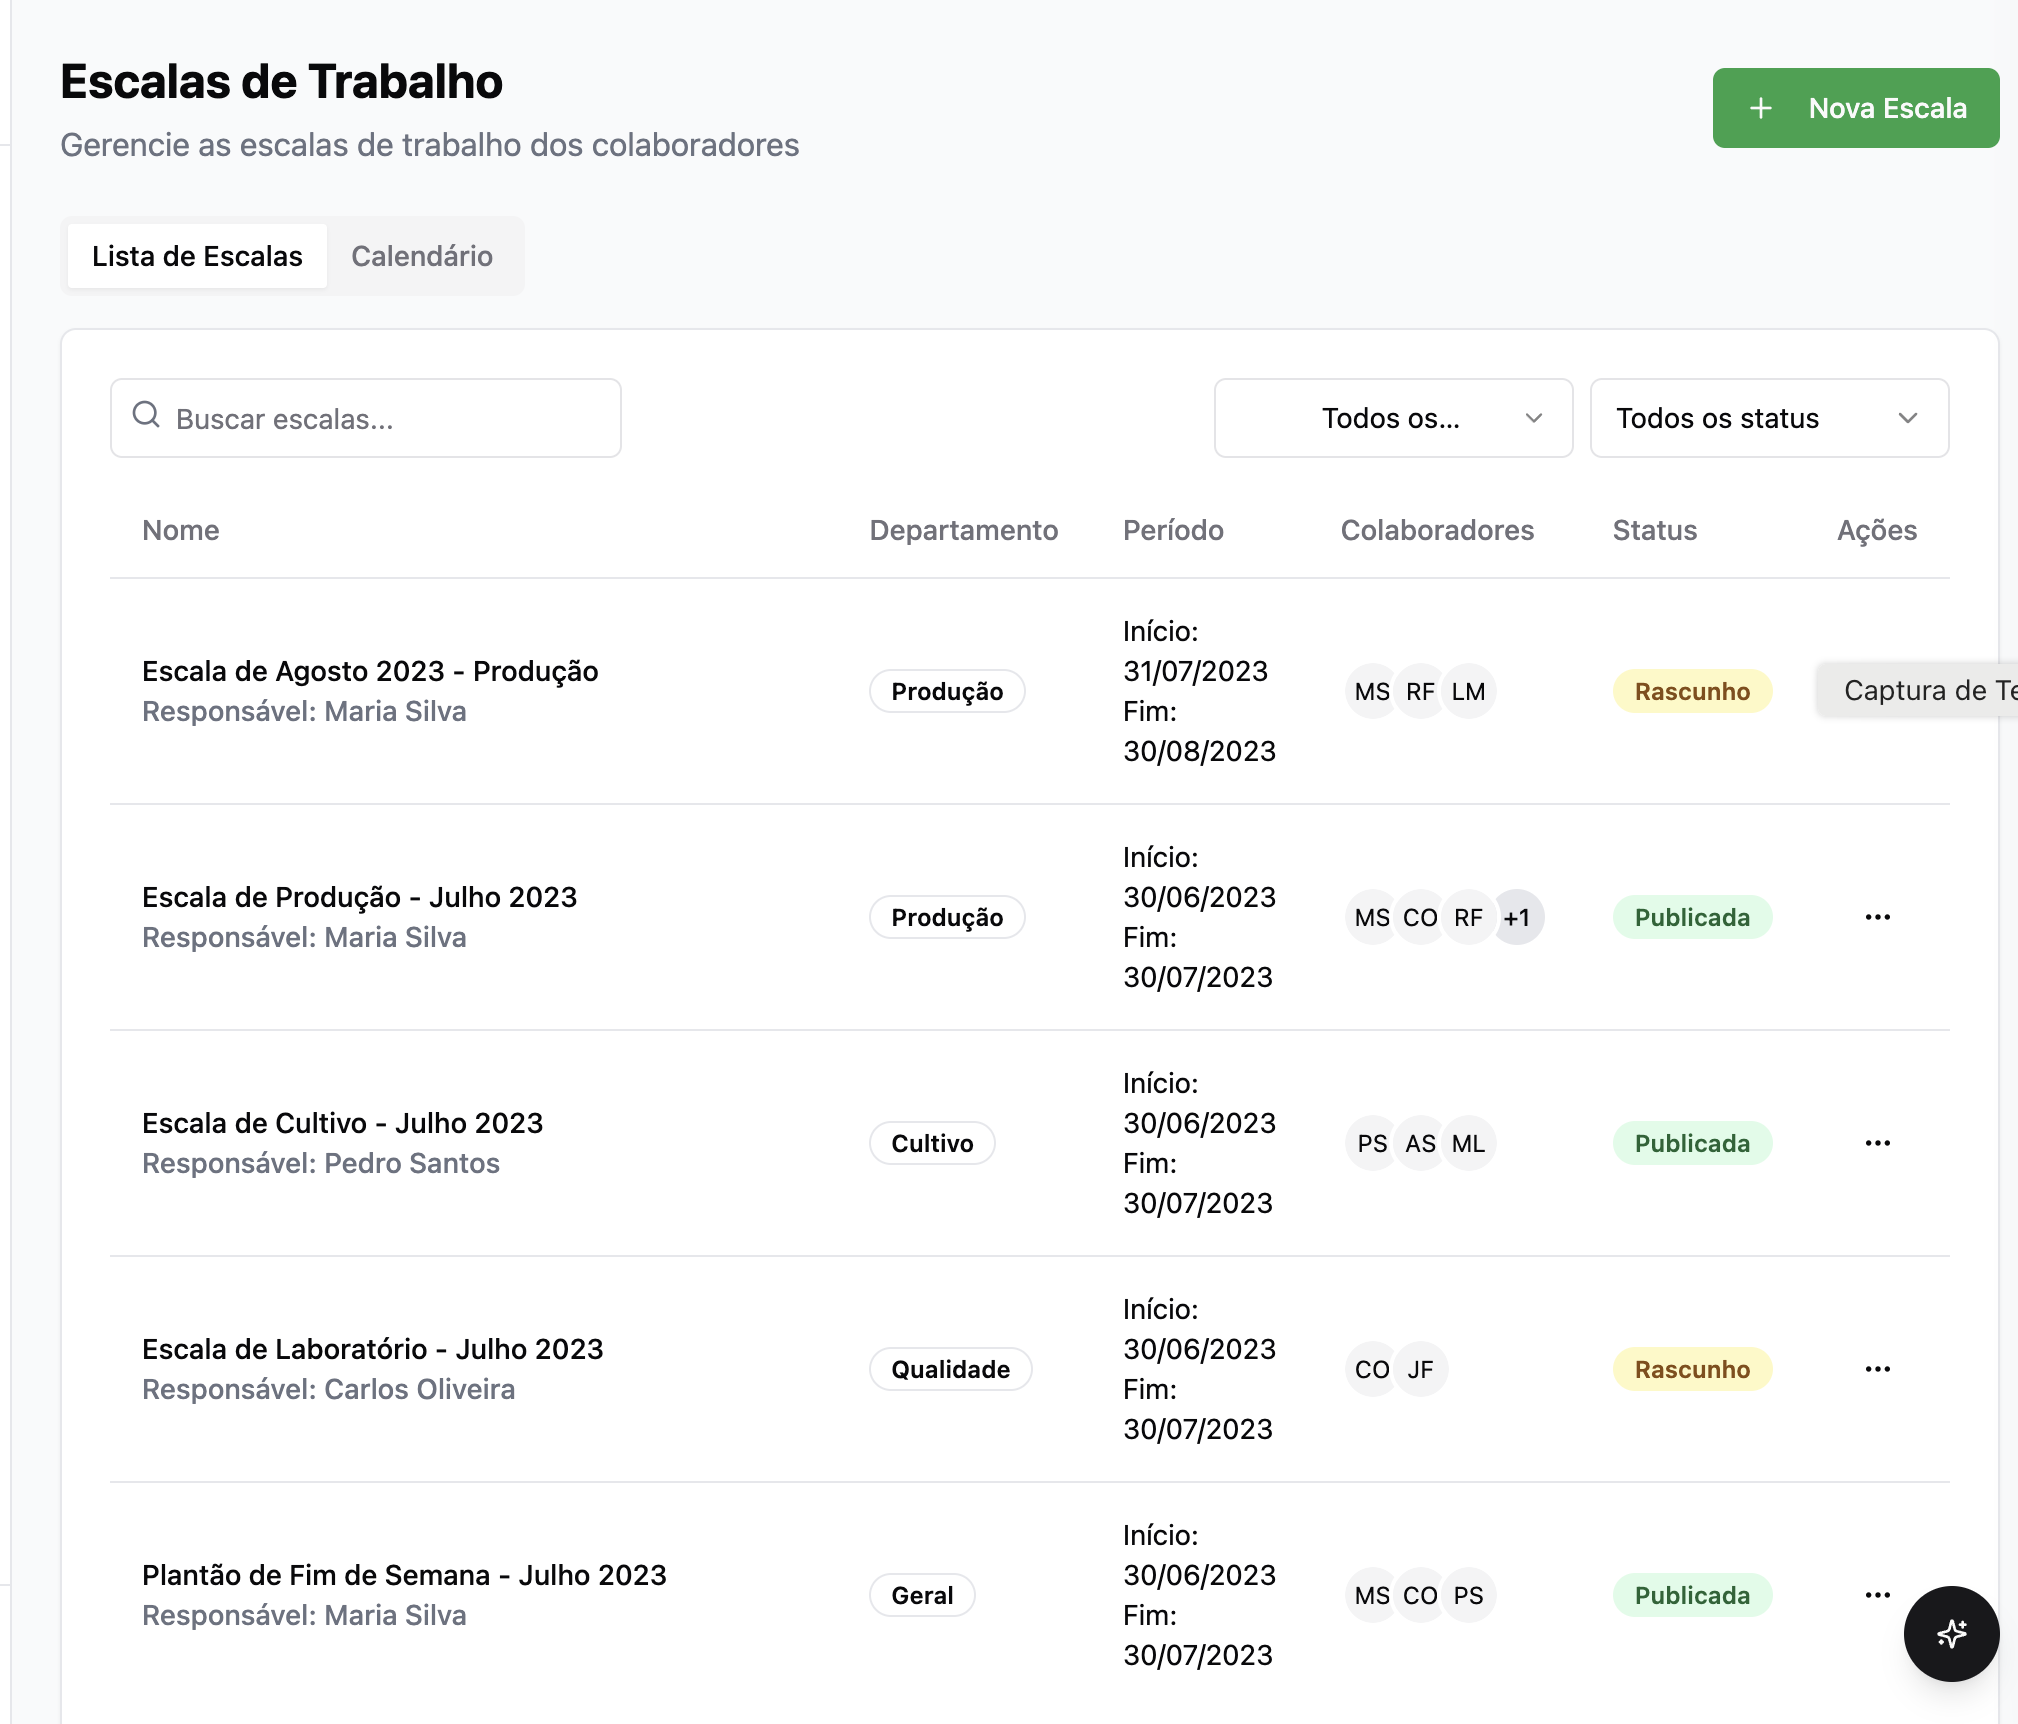 Escalas de Trabalho
Gerencie as escalas de trabalho dos colaboradores
+ Nova Escala
Lista de Escalas Calendário
Buscar escalas... Todos os... Todos os status
Nome Departamento Período Colaboradores Status Ações
Início:
Escala de Agosto 2023 - Produção 31/07/2023
Produção MS RF LM Rascunho Captura de Te
Responsável: Maria Silva Fim:
30/08/2023
Início:
Escala de Produção - Julho 2023 30/06/2023
Produção MS CO RF +1 Publicada ...
Responsável: Maria Silva Fim:
30/07/2023
Início:
Escala de Cultivo - Julho 2023 30/06/2023
Cultivo PS AS ML Publicada ...
Responsável: Pedro Santos Fim:
30/07/2023
Início:
Escala de Laboratório - Julho 2023 30/06/2023
Qualidade CO JF Rascunho ...
Responsável: Carlos Oliveira Fim:
30/07/2023
Início:
Plantão de Fim de Semana - Julho 2023 30/06/2023
Geral MS CO PS Publicada ...
Responsável: Maria Silva Fim:
30/07/2023